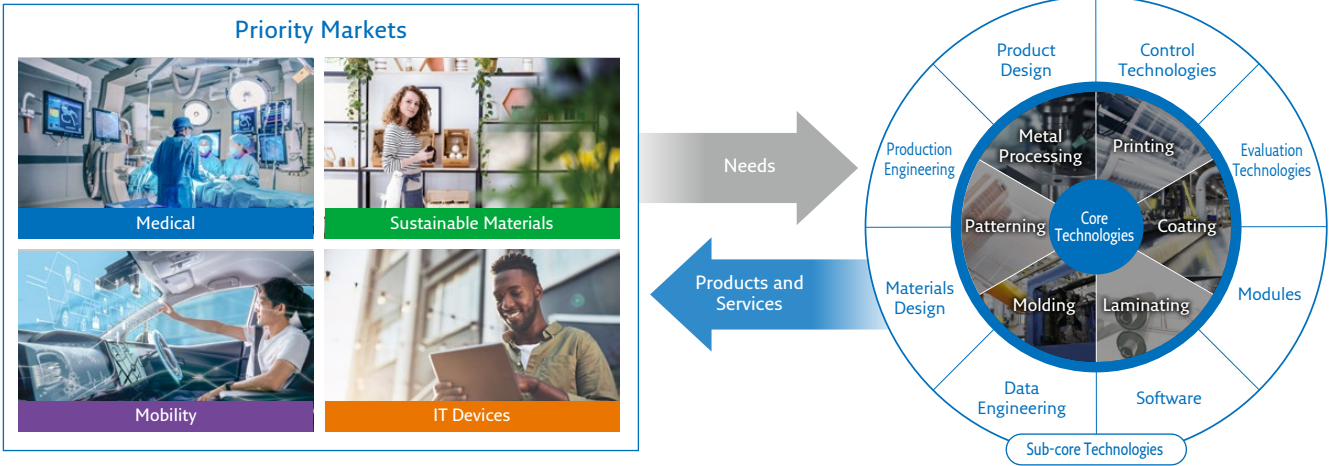 Priority Markets
Medical
Sustainable Materials
Mobility
IT Devices
Needs
Products and
Services
Product
Design
Control
Technologies
Production
Engineering
Evaluation
Technologies
Materials
Design
Modules
Data
Engineering
Software
Metal
Processing
Printing
Patterning
Coating
Molding
Laminating
Core
Technologies
Sub-core Technologies